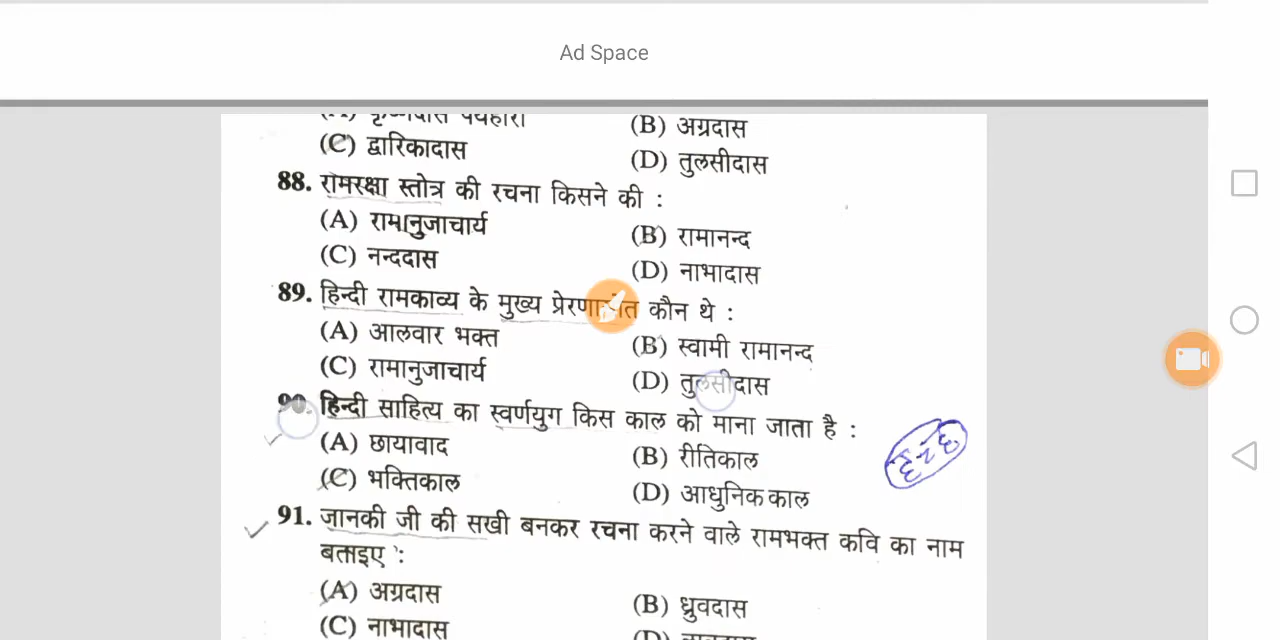 Ad Space
(B) अग्रदास
(C) द्वारिकादास
(D) तुलसीदास
88. रामरक्षा स्तोत्र की रचना किसने की :
(A) रामानुजाचार्य
(B) रामानन्द
(C) नन्ददास
(D) नाभादास
89. हिन्दी रामकाव्य के मुख्य कौन थे :
(A) आलवार भक्त
(B) स्वामी रामानन्द
(C) रामानुजाचार्य
(D) तुलसीदास
90. हिन्दी साहित्य का स्वर्णयुग किस काल को माना जाता है :
(A) छायावाद
(B) रीतिकाल
(C) भक्तिकाल
(D) आधुनिक काल
91. जानकी जी की सखी बनकर रचना करने वाले रामभक्त कवि का नाम
बताइए :
(A) अग्रदास
(B) ध्रुवदास
(C) नाभादास